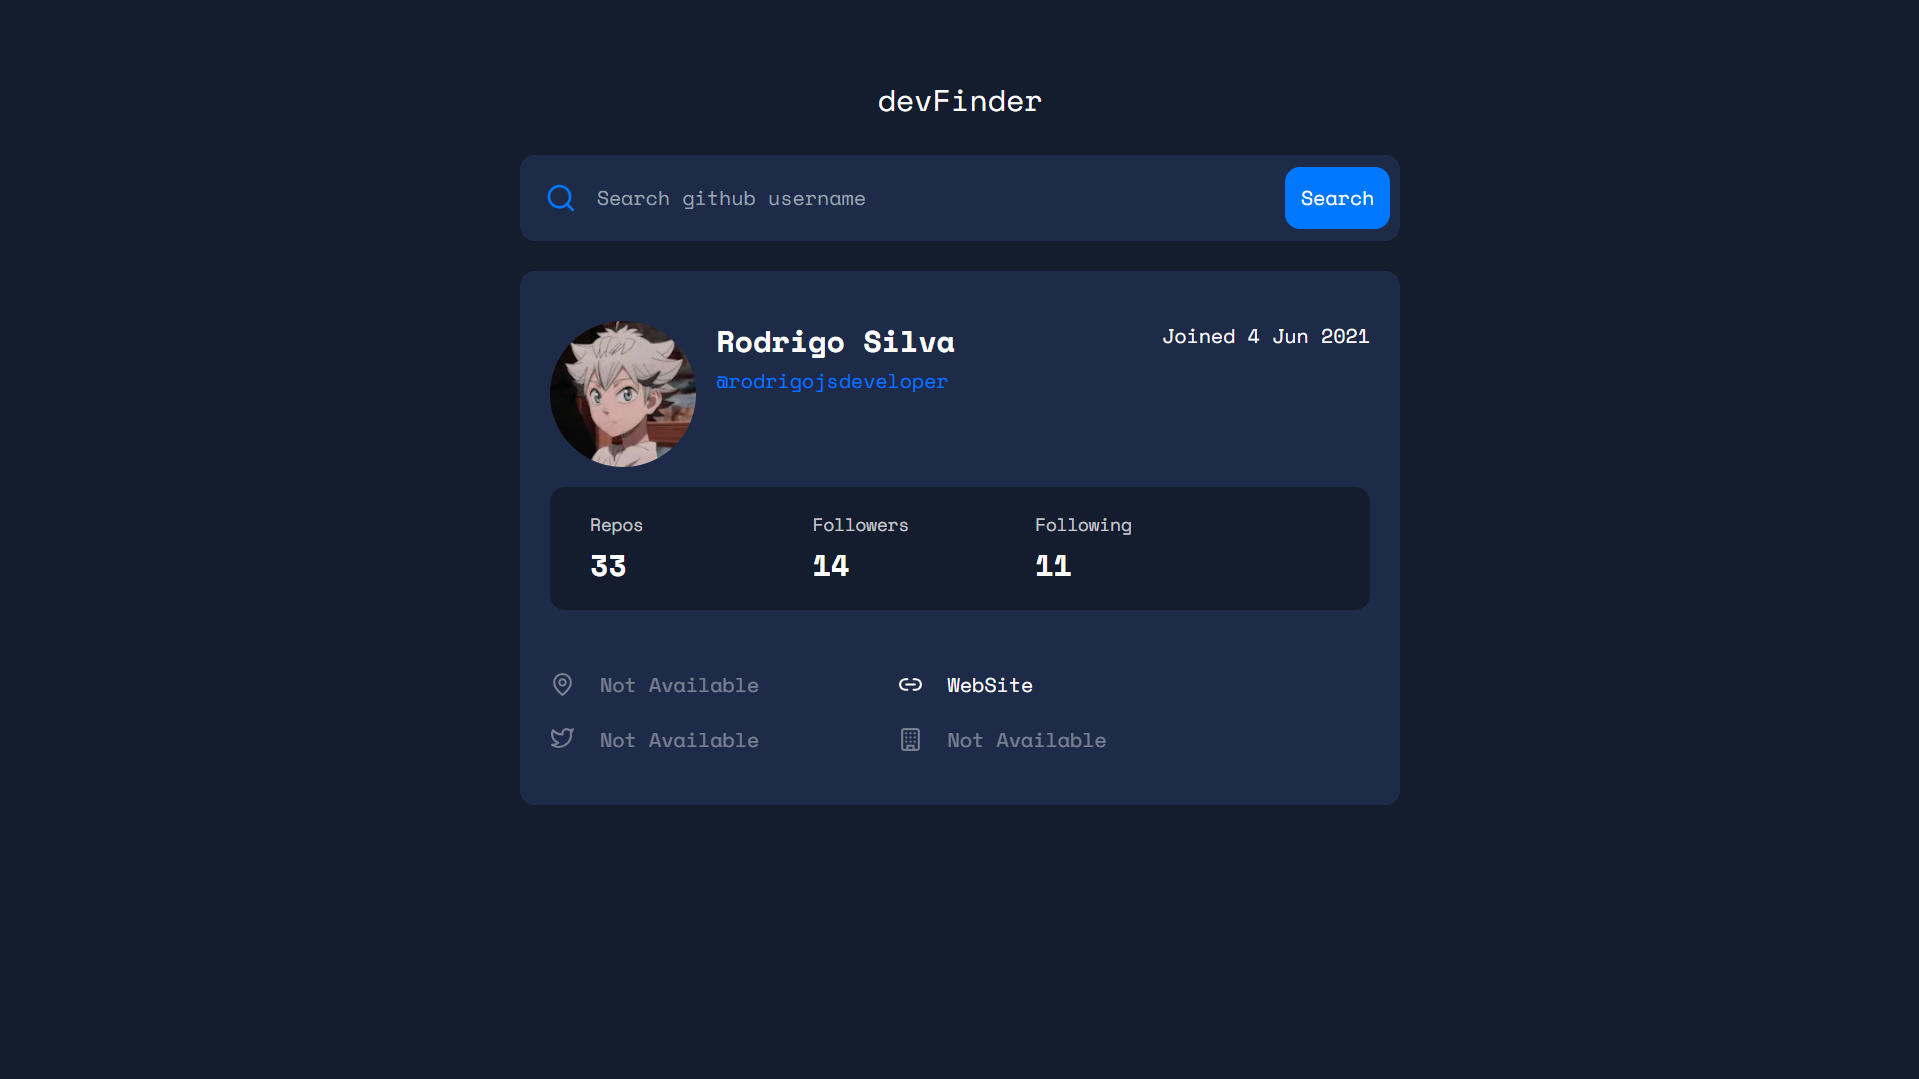 devFinder
Search github username
Search
Rodrigo Silva
Joined 4 Jun 2021
@rodrigojsdeveloper
Repos
Followers
Following
33
14
11
Not Available
WebSite
Not Available
Not Available